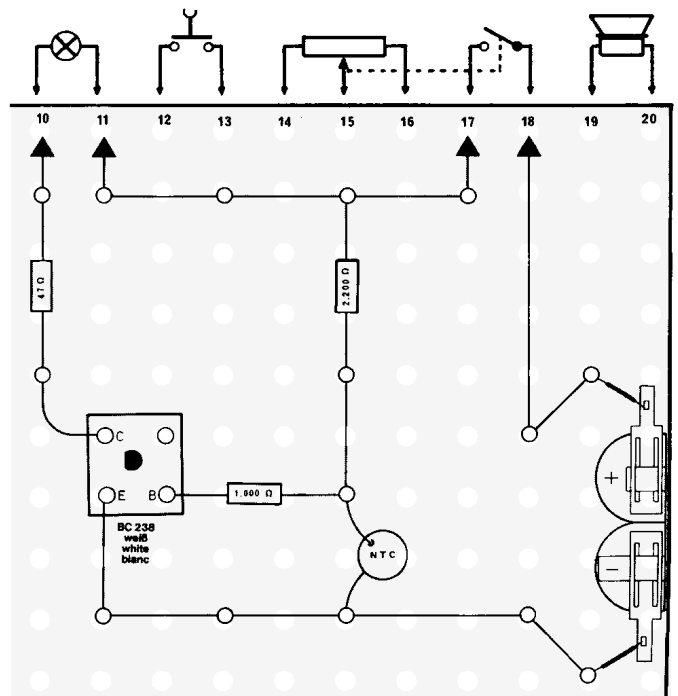 10 11 12 13 14 15 16 17 18 19 20
47 Ω
2.200 Ω
C
E B
1.000 Ω
BC 238
weiß
white
blanc
NTC
+
−